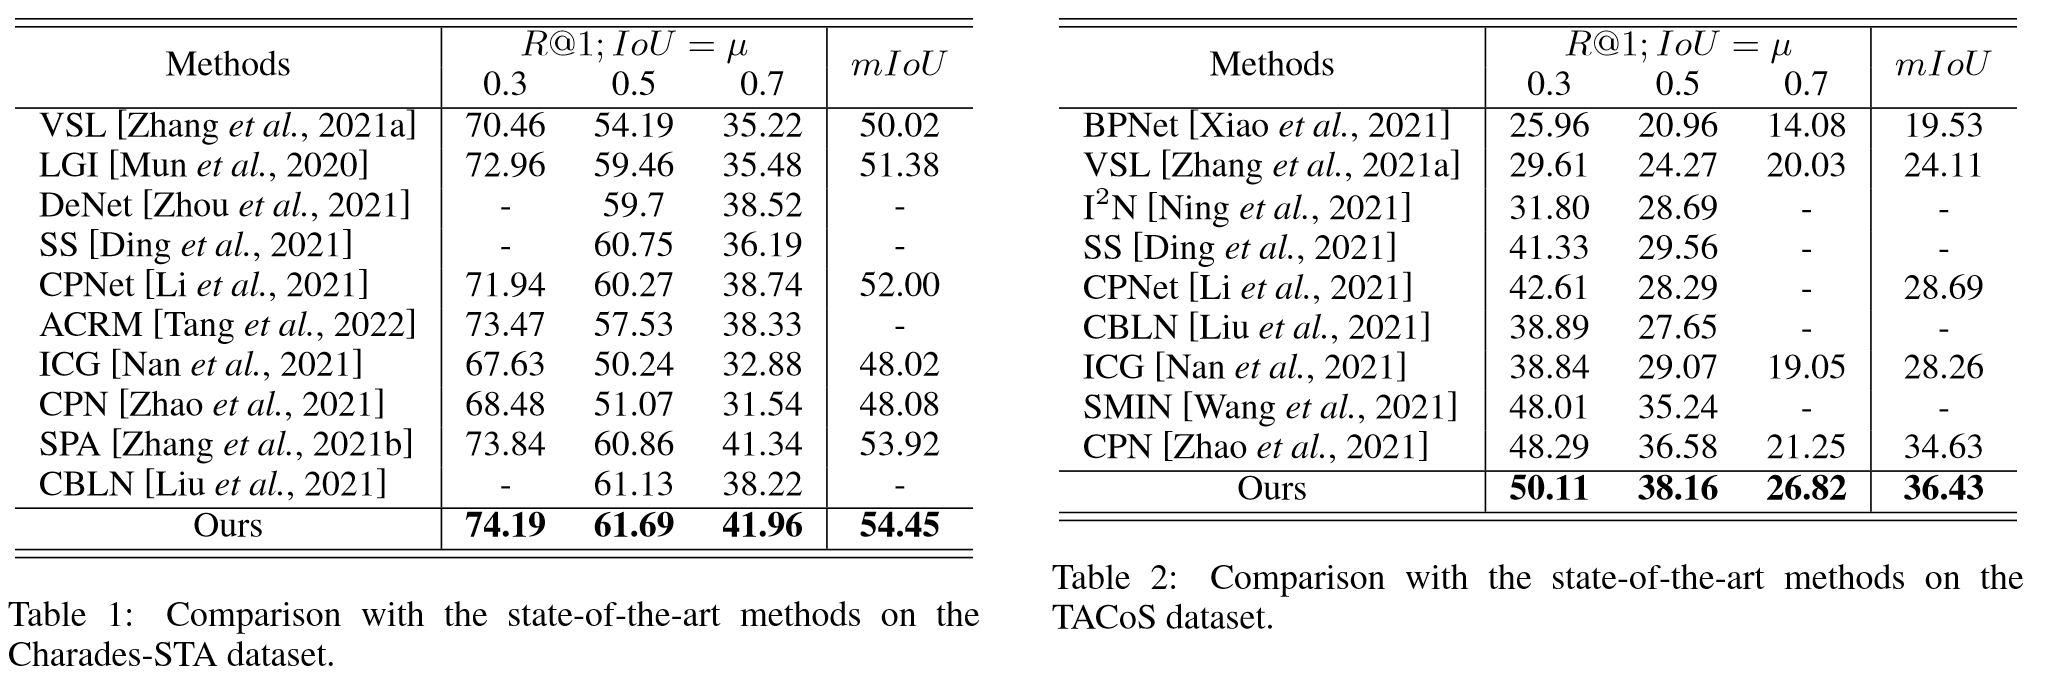 Methods R@1; IoU = μ mIoU
0.3 0.5 0.7
VSL [Zhang et al., 2021a] 70.46 54.19 35.22 50.02
LGI [Mun et al., 2020] 72.96 59.46 35.48 51.38
DeNet [Zhou et al., 2021] - 59.7 38.52 -
SS [Ding et al., 2021] - 60.75 36.19 -
CPNet [Li et al., 2021] 71.94 60.27 38.74 52.00
ACRM [Tang et al., 2022] 73.47 57.53 38.33 -
ICG [Nan et al., 2021] 67.63 50.24 32.88 48.02
CPN [Zhao et al., 2021] 68.48 51.07 31.54 48.08
SPA [Zhang et al., 2021b] 73.84 60.86 41.34 53.92
CBLN [Liu et al., 2021] - 61.13 38.22 -
Ours 74.19 61.69 41.96 54.45
Table 1: Comparison with the state-of-the-art methods on the
Charades-STA dataset.
Methods R@1; IoU = μ mIoU
0.3 0.5 0.7
BPNet [Xiao et al., 2021] 25.96 20.96 14.08 19.53
VSL [Zhang et al., 2021a] 29.61 24.27 20.03 24.11
I²N [Ning et al., 2021] 31.80 28.69 - -
SS [Ding et al., 2021] 41.33 29.56 - -
CPNet [Li et al., 2021] 42.61 28.29 - 28.69
CBLN [Liu et al., 2021] 38.89 27.65 - -
ICG [Nan et al., 2021] 38.84 29.07 19.05 28.26
SMIN [Wang et al., 2021] 48.01 35.24 - -
CPN [Zhao et al., 2021] 48.29 36.58 21.25 34.63
Ours 50.11 38.16 26.82 36.43
Table 2: Comparison with the state-of-the-art methods on the
TACoS dataset.